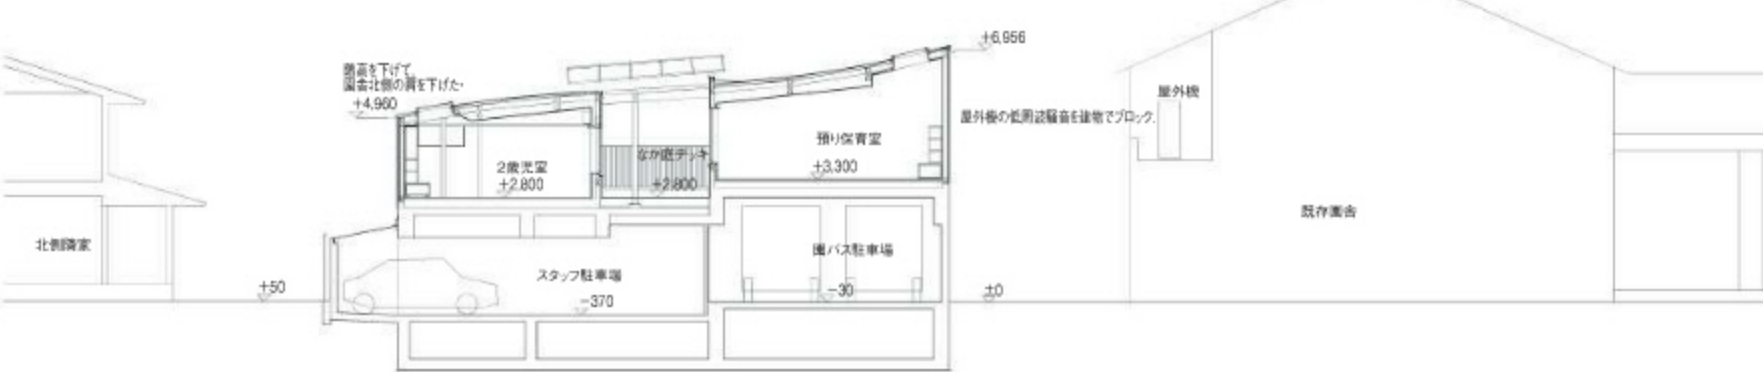 +6,956
軒高を下げて、
園舎北側の肩を下げた。
+4,960
屋外機
屋外機の低周波騒音を建物でブロック。
預り保育室
+3,300
なか庭デッキ
+2,800
2歳児室
+2,800
既存園舎
北側隣家
園バス駐車場
スタッフ駐車場
+50
-30
±0
-370